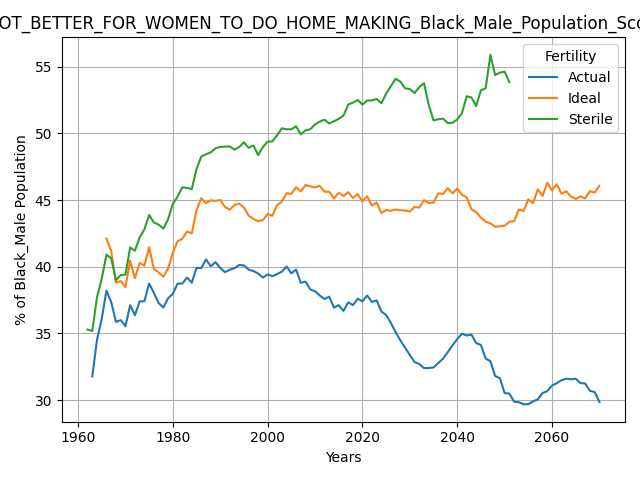 OT_BETTER_FOR_WOMEN_TO_DO_HOME_MAKING_Black_Male_Population_Sco
Fertility
Actual
Ideal
Sterile
% of Black_Male Population
55
50
45
40
35
30
1960 1980 2000 2020 2040 2060
Years